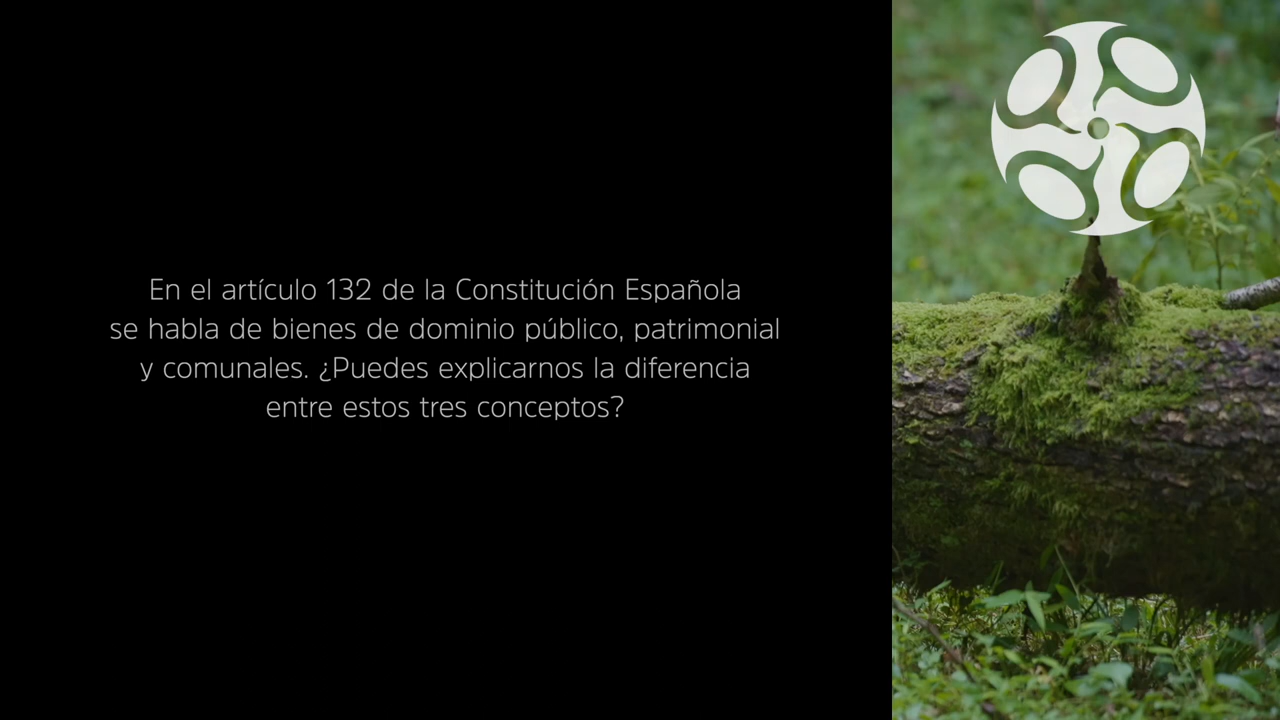 En el artículo 132 de la Constitución Española
se habla de bienes de dominio público, patrimonial
y comunales. ¿Puedes explicarnos la diferencia
entre estos tres conceptos?